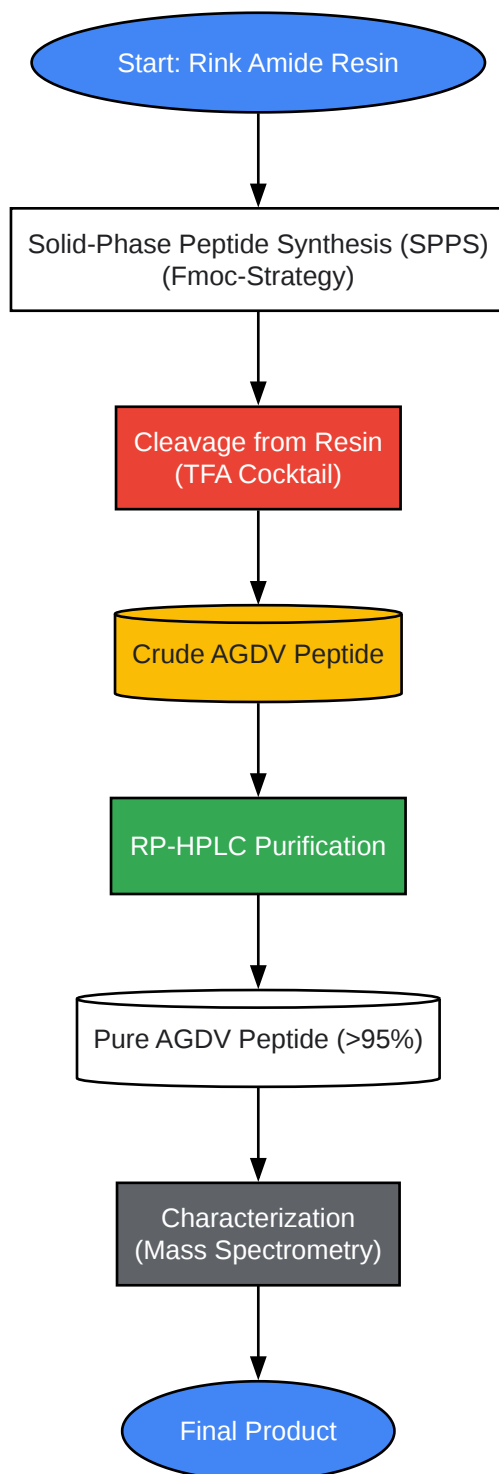 Start: Rink Amide Resin
Solid-Phase Peptide Synthesis (SPPS)
(Fmoc-Strategy)
Cleavage from Resin
(TFA Cocktail)
Crude AGDV Peptide
RP-HPLC Purification
Pure AGDV Peptide (>95%)
Characterization
(Mass Spectrometry)
Final Product